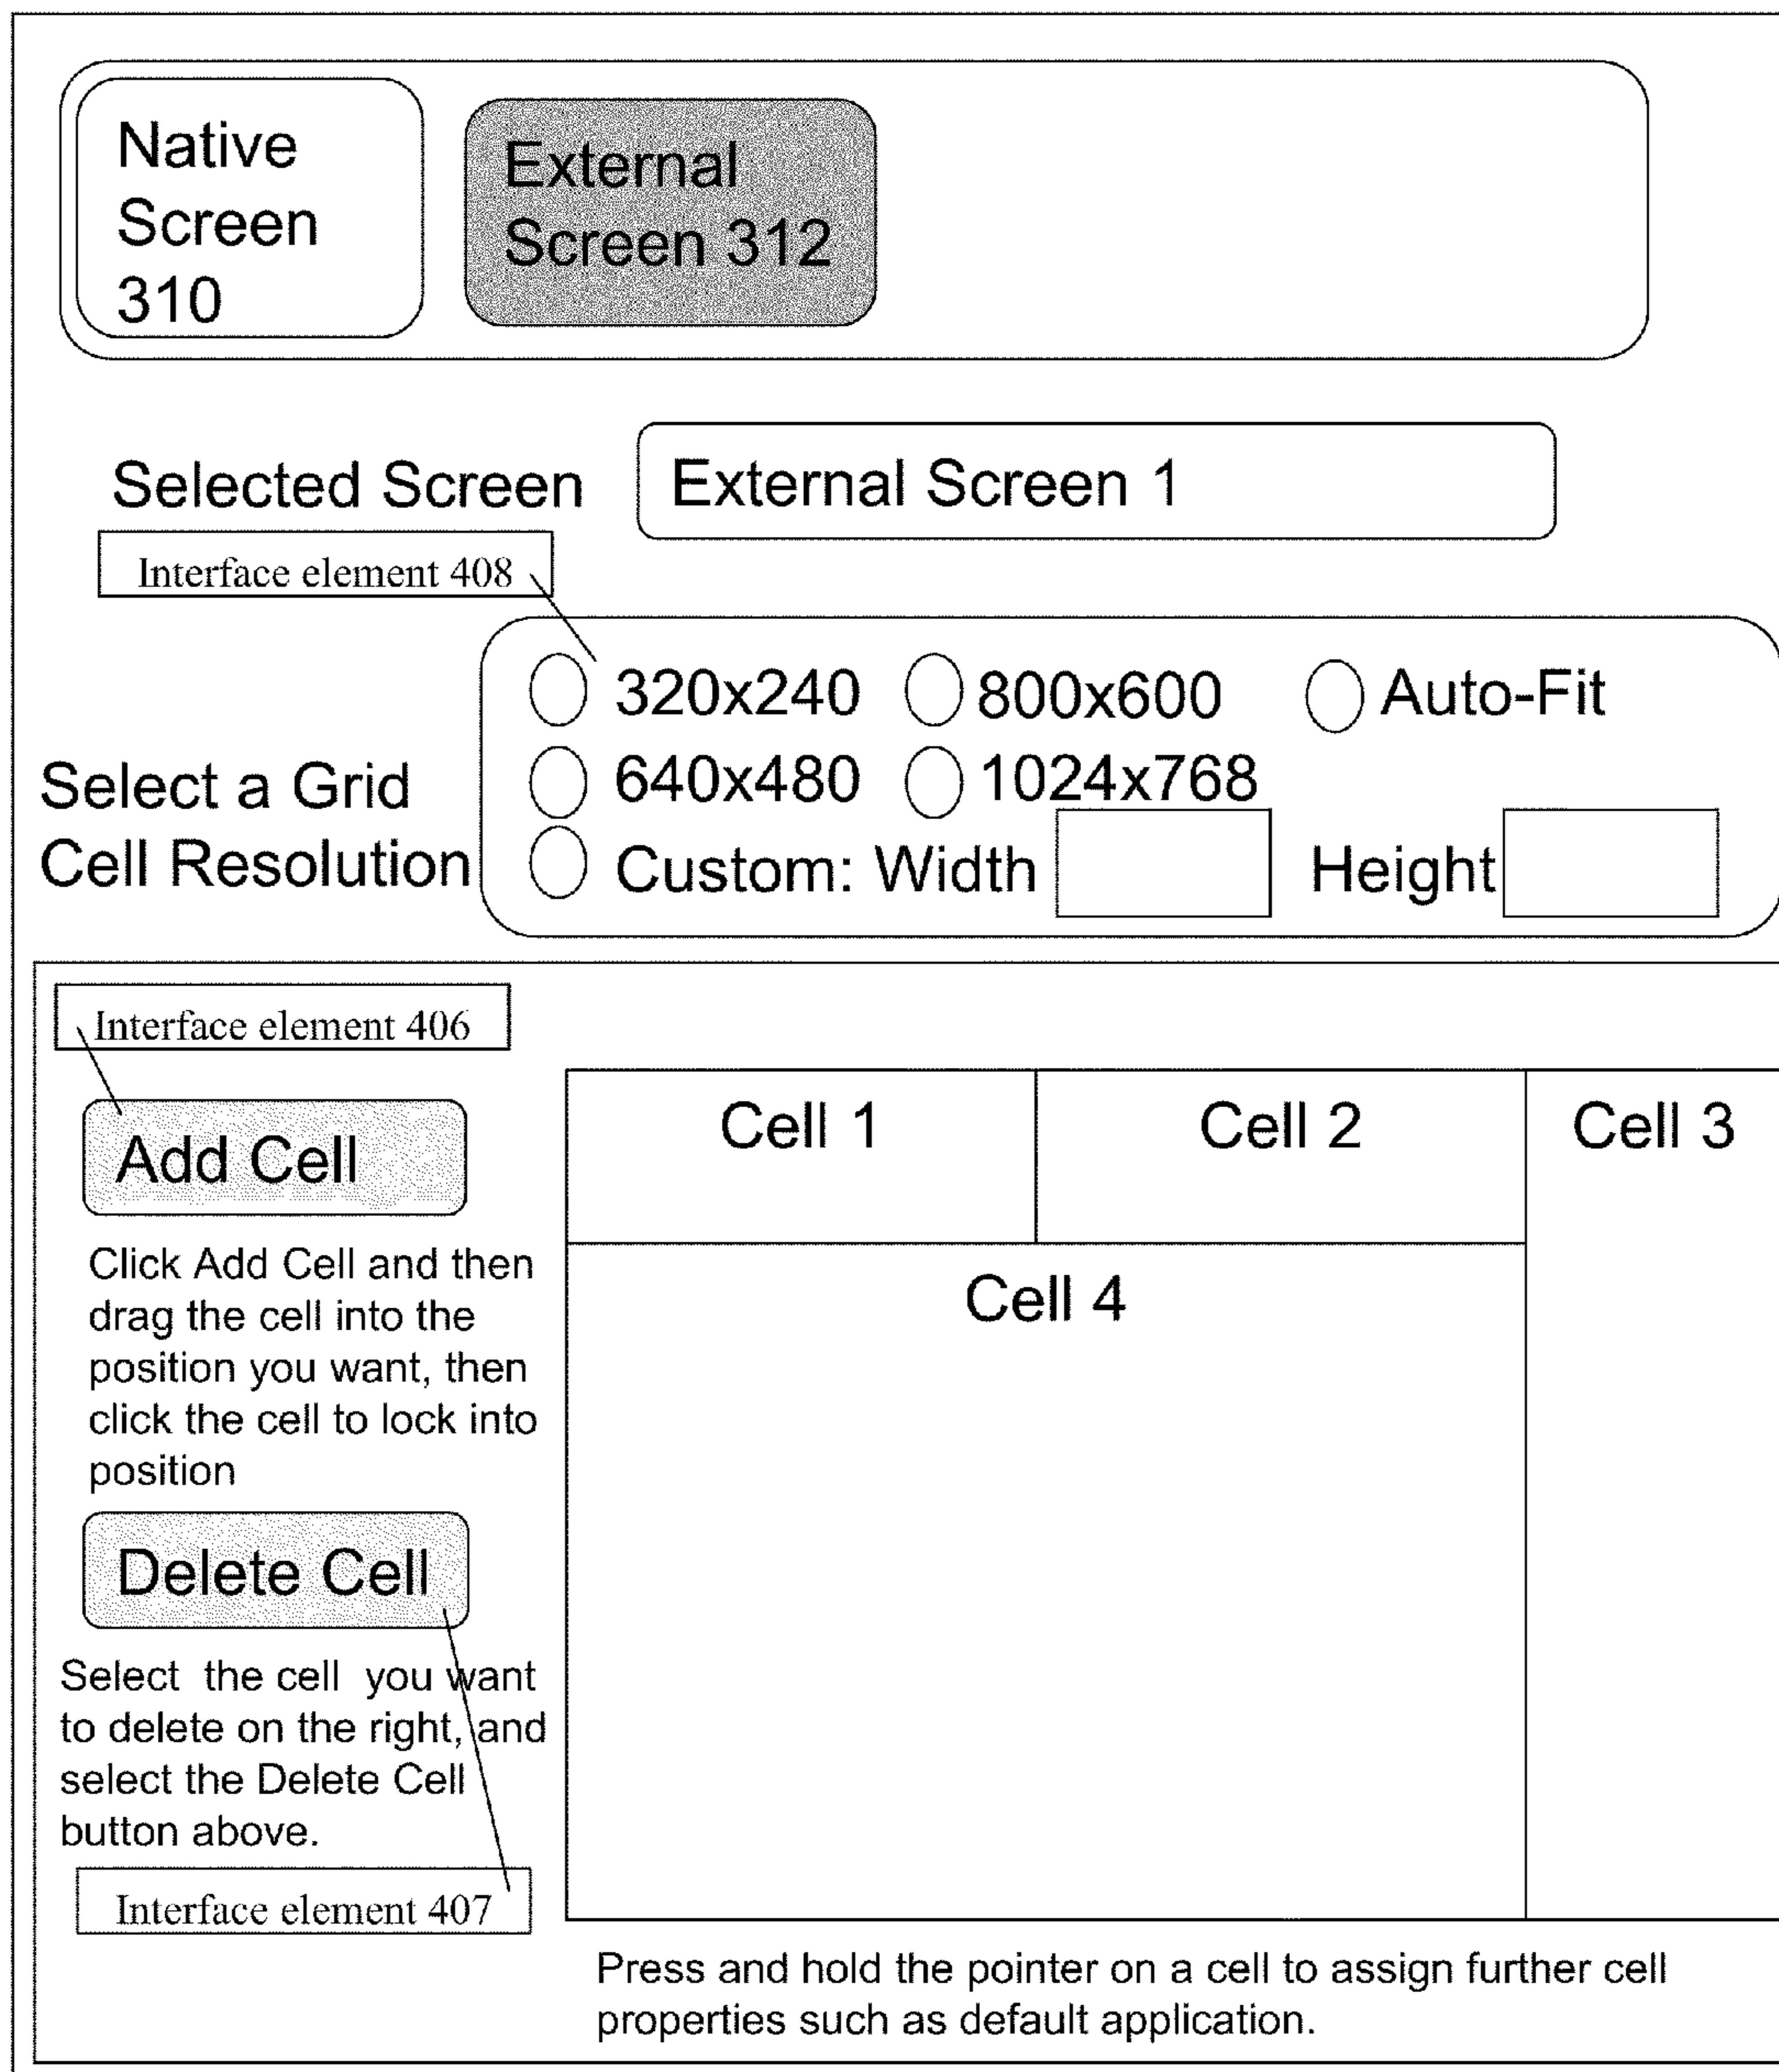 Native
Screen
310
External
Screen 312
Selected Screen
External Screen 1
Interface element 408
320x240
800x600
Auto-Fit
640x480
1024x768
Select a Grid
Cell Resolution
Custom: Width
Height
Interface element 406
Add Cell
Click Add Cell and then
drag the cell into the
position you want, then
click the cell to lock into
position
Delete Cell
Select the cell you want
to delete on the right, and
select the Delete Cell
button above.
Interface element 407
Cell 1
Cell 2
Cell 3
Cell 4
Press and hold the pointer on a cell to assign further cell
properties such as default application.